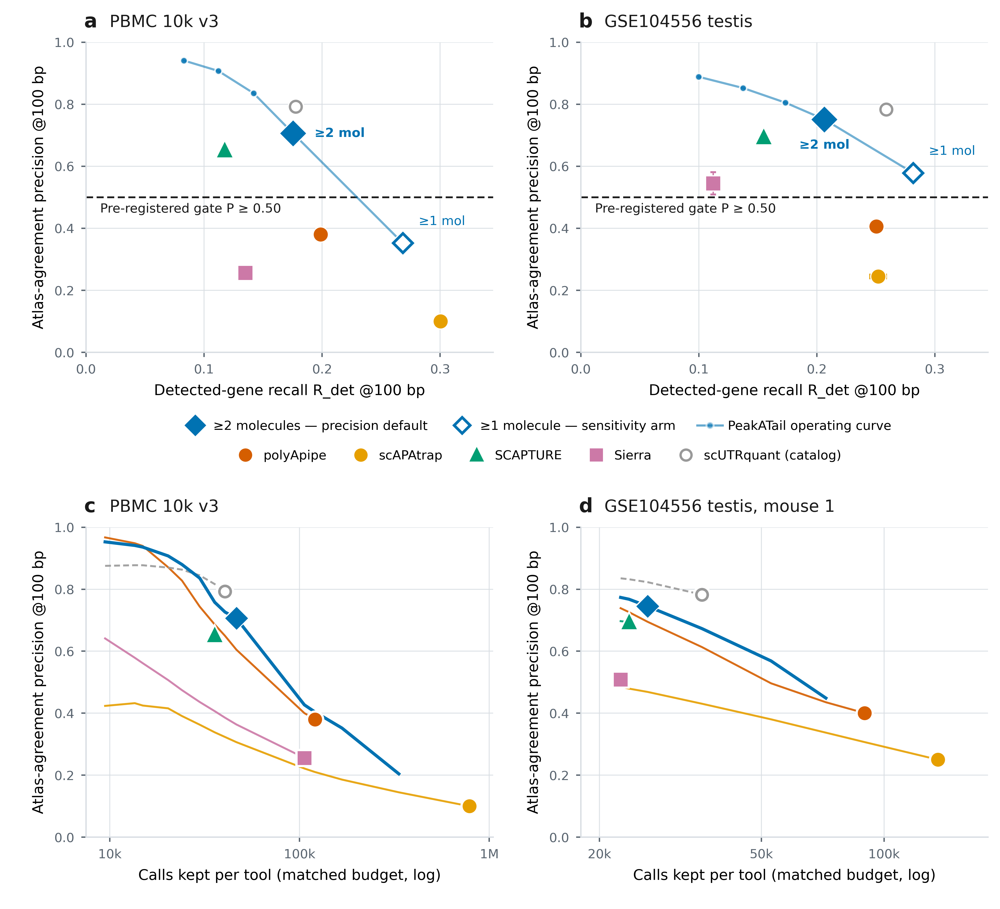 a PBMC 10k v3
Atlas-agreement precision @100 bp
1.0
0.8
0.6
0.4
0.2
0.0
≥2 mol
Pre-registered gate P ≥ 0.50
≥1 mol
0.0 0.1 0.2 0.3
Detected-gene recall R_det @100 bp
b GSE104556 testis
Atlas-agreement precision @100 bp
1.0
0.8
0.6
0.4
0.2
0.0
≥2 mol
≥1 mol
Pre-registered gate P ≥ 0.50
0.0 0.1 0.2 0.3
Detected-gene recall R_det @100 bp
≥2 molecules — precision default ≥1 molecule — sensitivity arm PeakATail operating curve
polyApipe scAPAtrap SCAPTURE Sierra scUTRquant (catalog)
c PBMC 10k v3
Atlas-agreement precision @100 bp
1.0
0.8
0.6
0.4
0.2
0.0
10k 100k 1M
Calls kept per tool (matched budget, log)
d GSE104556 testis, mouse 1
Atlas-agreement precision @100 bp
1.0
0.8
0.6
0.4
0.2
0.0
20k 50k 100k
Calls kept per tool (matched budget, log)